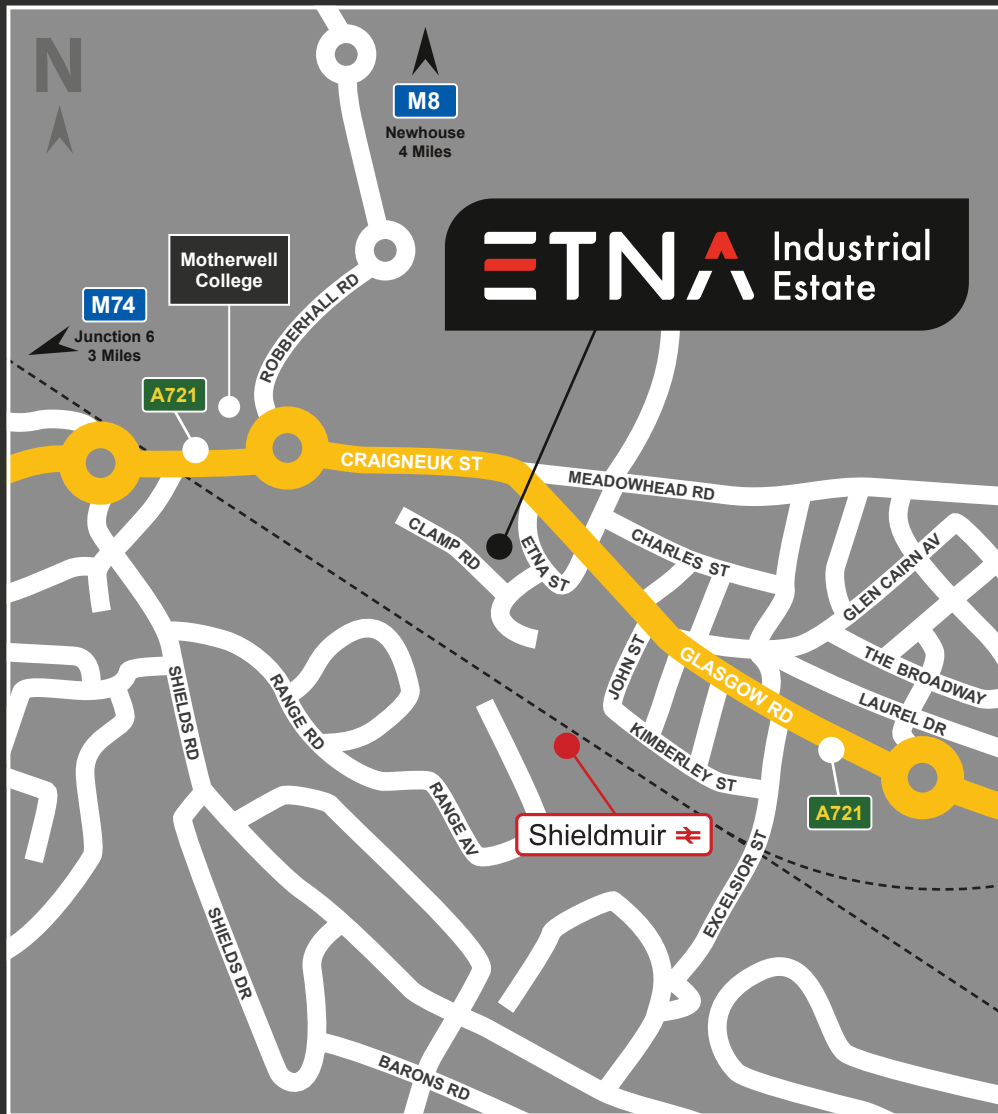 N
M8
Newhouse
4 Miles
ETNA Industrial
Estate
Motherwell
College
M74
Junction 6
3 Miles
ROBBERHALL RD
A721
CRAIGNEUK ST
MEADOWHEAD RD
CLAMP RD
ETNA ST
CHARLES ST
GLEN CAIRN AV
JOHN ST
THE BROADWAY
SHIELDS RD
RANGE RD
GLASGOW RD
LAUREL DR
KIMBERLEY ST
RANGE AV
A721
Shieldmuir
EXCELSIOR ST
SHIELDS DR
BARONS RD